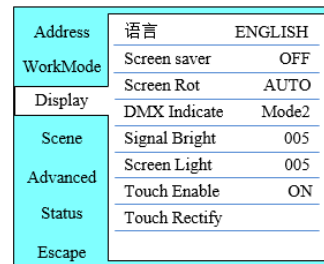 Address
WorkMode
Display
Scene
Advanced
Status
Escape
语言 ENGLISH
Screen saver OFF
Screen Rot AUTO
DMX Indicate Mode2
Signal Bright 005
Screen Light 005
Touch Enable ON
Touch Rectify